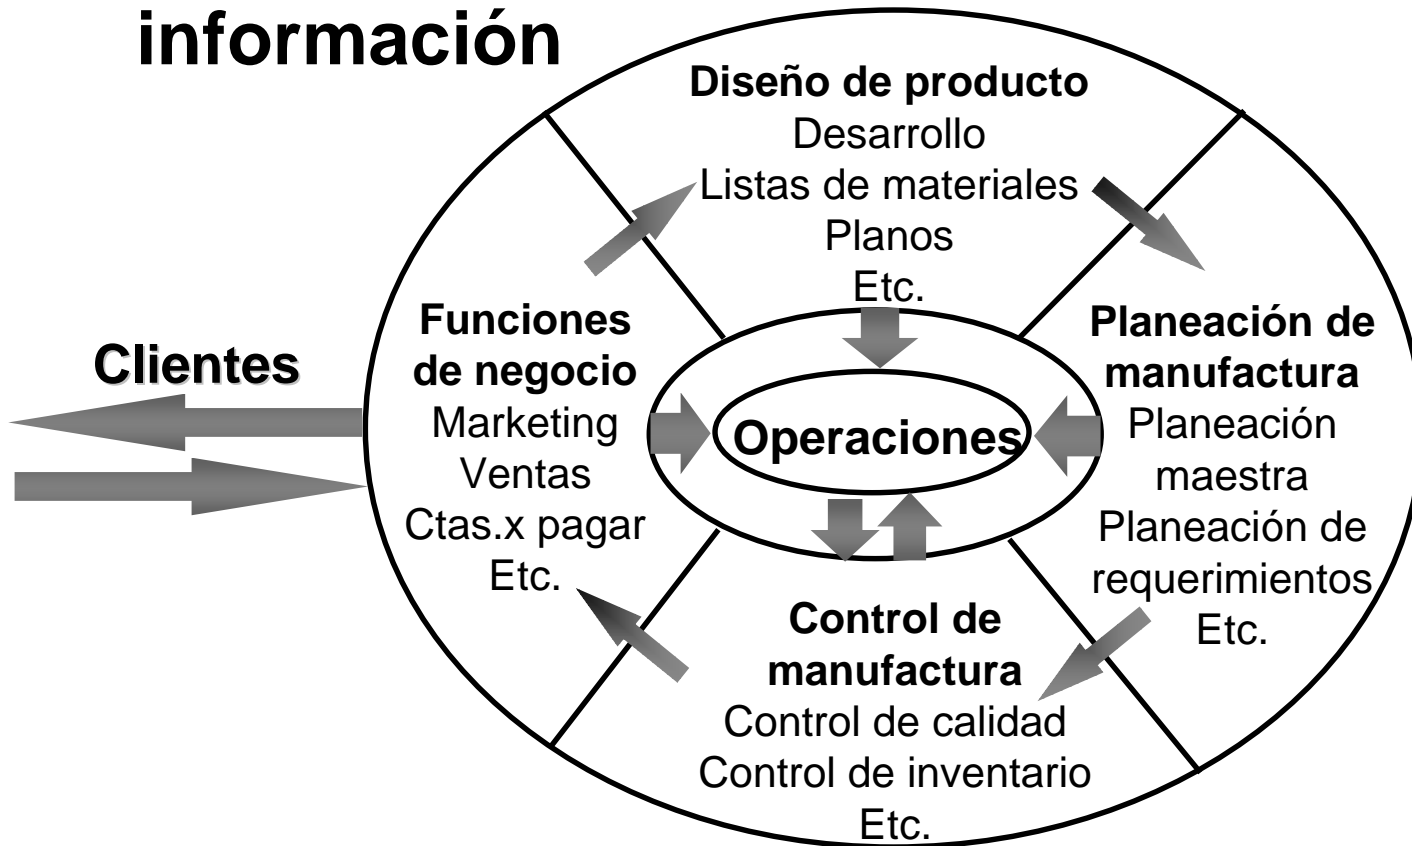 información
Diseño de producto
Desarrollo
Listas de materiales
Planos
Etc.
Clientes
Funciones
de negocio
Marketing
Ventas
Ctas.x pagar
Etc.
Operaciones
Planeación de
manufactura
Planeación
maestra
Planeación de
requerimientos
Etc.
Control de
manufactura
Control de calidad
Control de inventario
Etc.